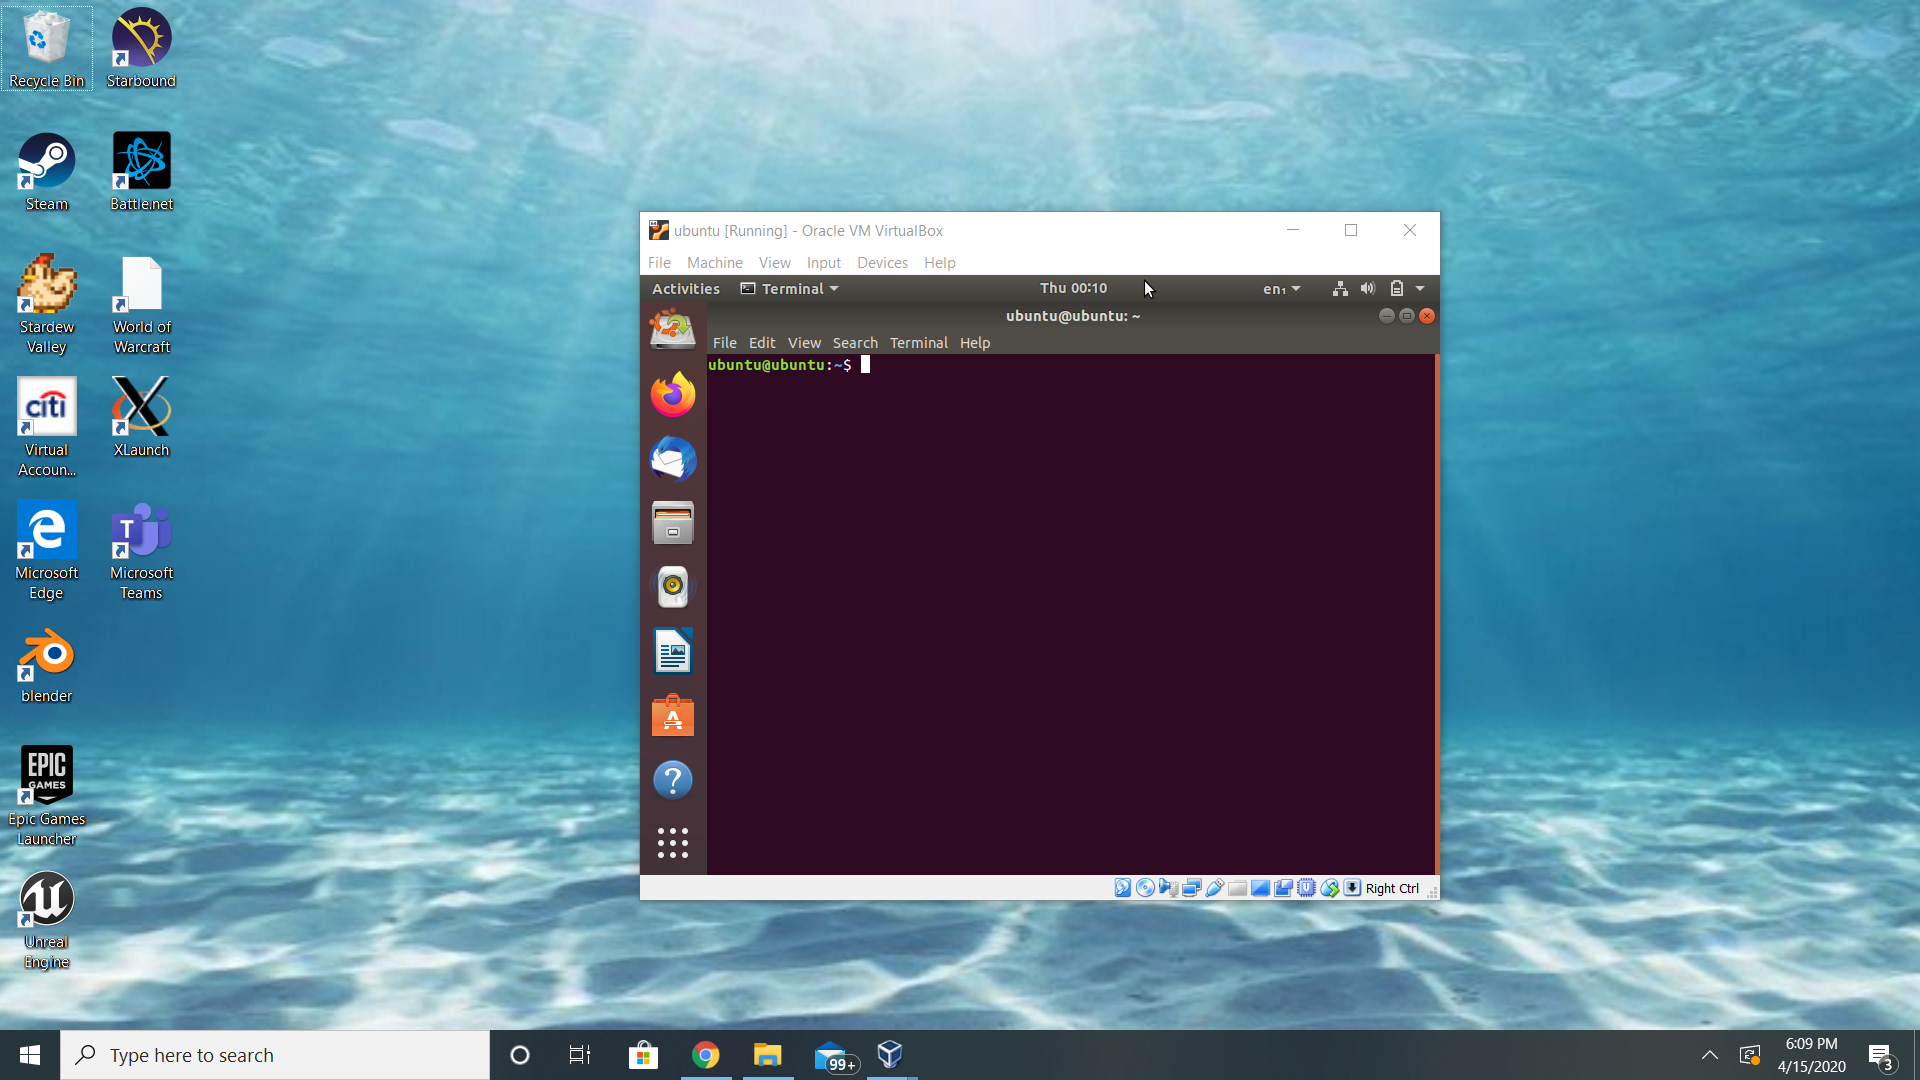 Recycle Bin
Starbound
Steam
Battle.net
Stardew
Valley
World of
Warcraft
citi
Virtual
Accoun...
XLaunch
Microsoft
Edge
T
Microsoft
Teams
blender
EPIC
GAMES
Epic Games
Launcher
Unreal
Engine
ubuntu [Running] - Oracle VM VirtualBox
File Machine View Input Devices Help
Activities Terminal Thu 00:10 en₁
ubuntu@ubuntu: ~
File Edit View Search Terminal Help
ubuntu@ubuntu:~$
Right Ctrl
Type here to search
99+
6:09 PM
4/15/2020
3